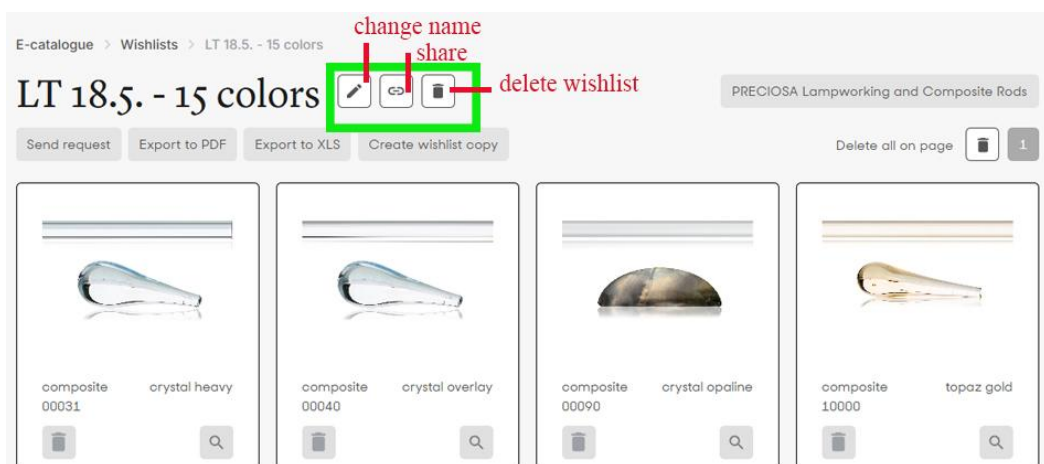 change name
E-catalogue > Wishlists > LT 18.5. - 15 colors
share
LT 18.5. - 15 colors
delete wishlist
PRECIOSA Lampworking and Composite Rods
Send request Export to PDF Export to XLS Create wishlist copy
Delete all on page 1
composite crystal heavy
00031
composite crystal overlay
00040
composite crystal opaline
00090
composite topaz gold
10000